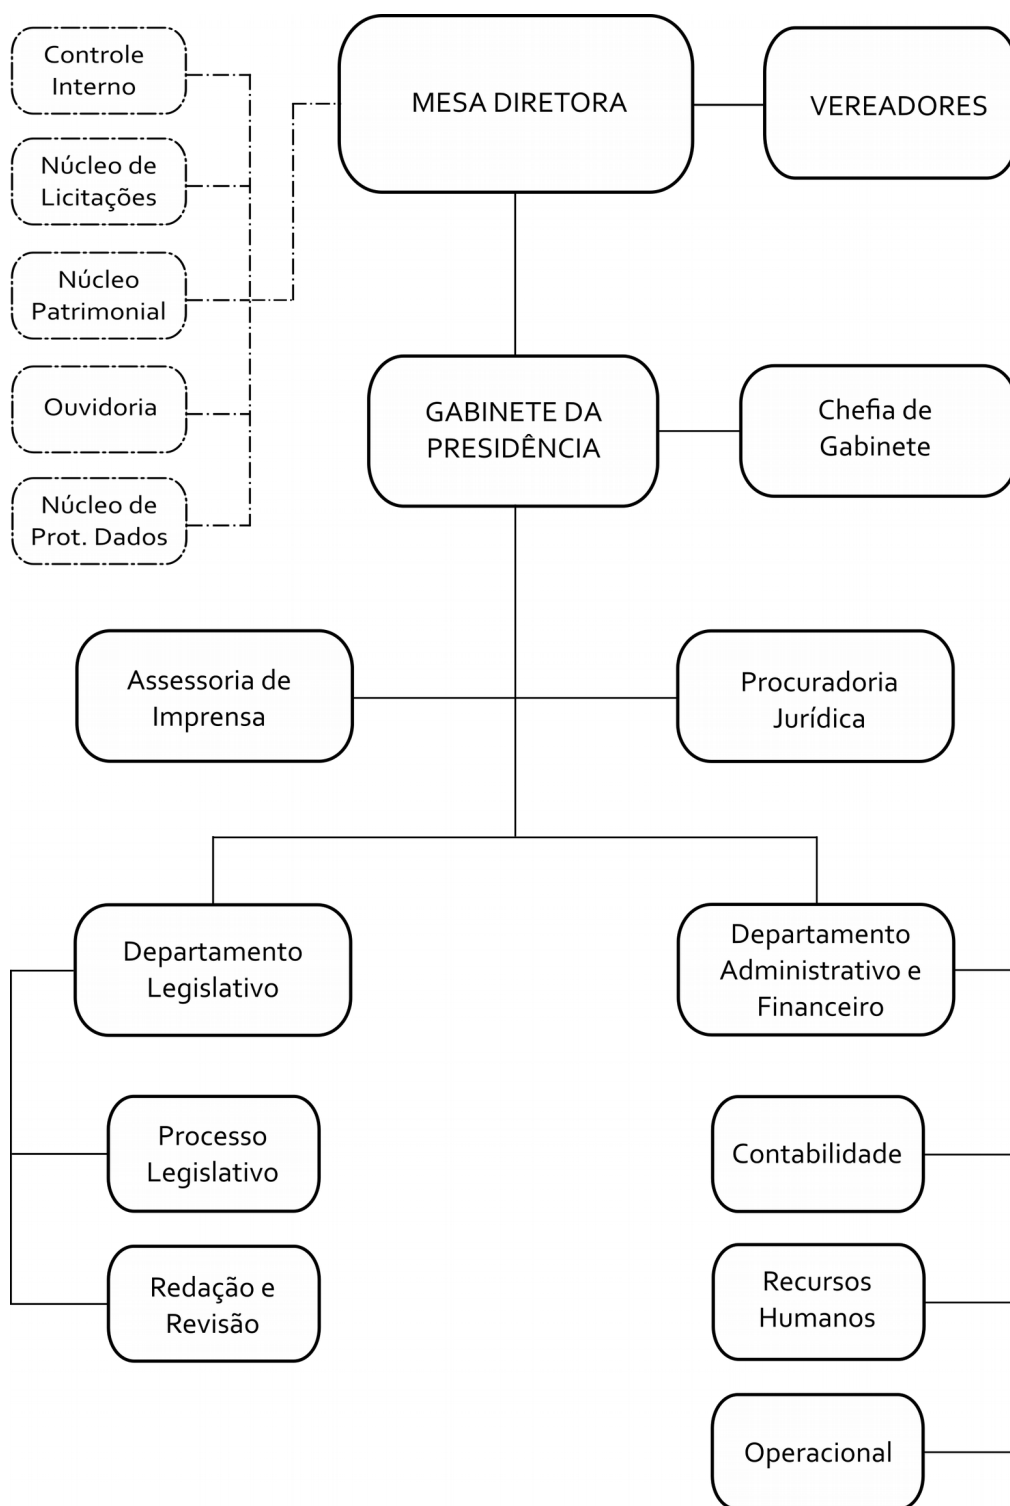 Controle
Interno
MESA DIRETORA
VEREADORES
Núcleo de
Licitações
Núcleo
Patrimonial
Ouvidoria
GABINETE DA
PRESIDÊNCIA
Chefia de
Gabinete
Núcleo de
Prot. Dados
Assessoria de
Imprensa
Procuradoria
Jurídica
Departamento
Legislativo
Departamento
Administrativo e
Financeiro
Processo
Legislativo
Contabilidade
Redação e
Revisão
Recursos
Humanos
Operacional